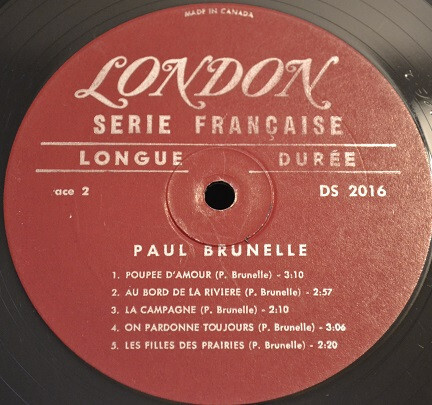 MADE IN CANADA
LONDON
SERIE FRANÇAISE
LONGUE DURÉE
ace 2 DS 2016
PAUL BRUNELLE
1. POUPEE D'AMOUR (P. Brunelle) - 3:10
2. AU BORD DE LA RIVIERE (P. Brunelle) - 2:57
3. LA CAMPAGNE (P. Brunelle) - 2:10
4. ON PARDONNE TOUJOURS (P. Brunelle) - 3:06
5. LES FILLES DES PRAIRIES (P. Brunelle) - 2:20